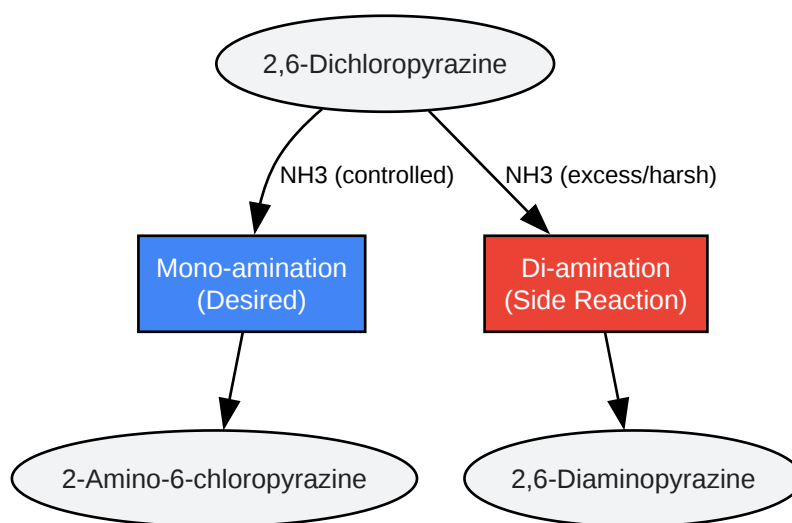 2,6-Dichloropyrazine
NH3 (controlled)
NH3 (excess/harsh)
Mono-amination
(Desired)
Di-amination
(Side Reaction)
2-Amino-6-chloropyrazine
2,6-Diaminopyrazine